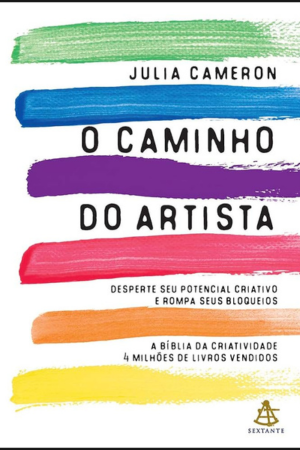 JULIA CAMERON
O CAMINHO
DO ARTISTA
DESPERTE SEU POTENCIAL CRIATIVO
E ROMPA SEUS BLOQUEIOS
A BÍBLIA DA CRIATIVIDADE
4 MILHÕES DE LIVROS VENDIDOS
SEXTANTE